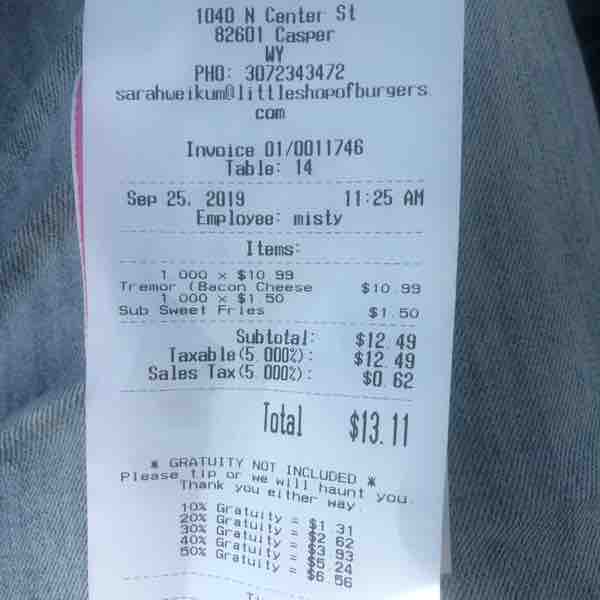 1040 N Center St
82601 Casper
WY
PHO: 3072343472
sarahweikum@littleshopofburgers.
com
Invoice 01/0011746
Table: 14
Sep 25, 2019 11:25 AM
Employee: misty
Items:
1.000 x $10.99
Tremor (Bacon Cheese $10.99
1.000 x $1.50
Sub Sweet Fries $1.50
Subtotal: $12.49
Taxable(5.000%): $12.49
Sales Tax(5.000%): $0.62
Total $13.11
* GRATUITY NOT INCLUDED *
Please tip or we will haunt you.
Thank you either way.
10% Gratuity = $1.31
20% Gratuity = $2.62
30% Gratuity = $3.93
40% Gratuity = $5.24
50% Gratuity = $6.56